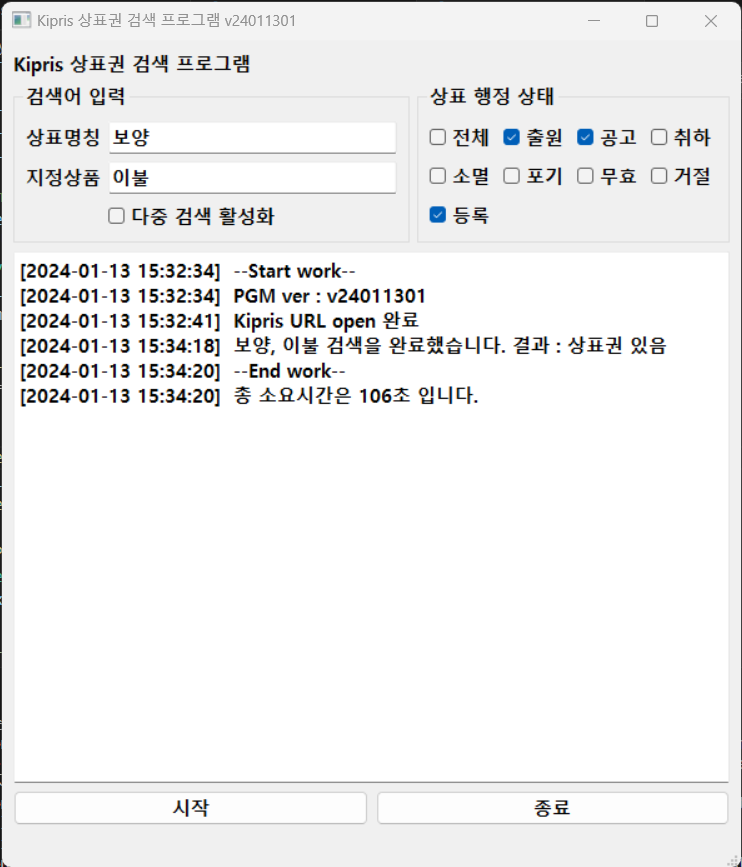 Kipris 상표권 검색 프로그램 v24011301
Kipris 상표권 검색 프로그램
검색어 입력
상표명칭 보양
지정상품 이불
다중 검색 활성화
상표 행정 상태
전체 출원 공고 취하
소멸 포기 무효 거절
등록
[2024-01-13 15:32:34] --Start work--
[2024-01-13 15:32:34] PGM ver : v24011301
[2024-01-13 15:32:41] Kipris URL open 완료
[2024-01-13 15:34:18] 보양, 이불 검색을 완료했습니다. 결과 : 상표권 있음
[2024-01-13 15:34:20] --End work--
[2024-01-13 15:34:20] 총 소요시간은 106초 입니다.
시작 종료